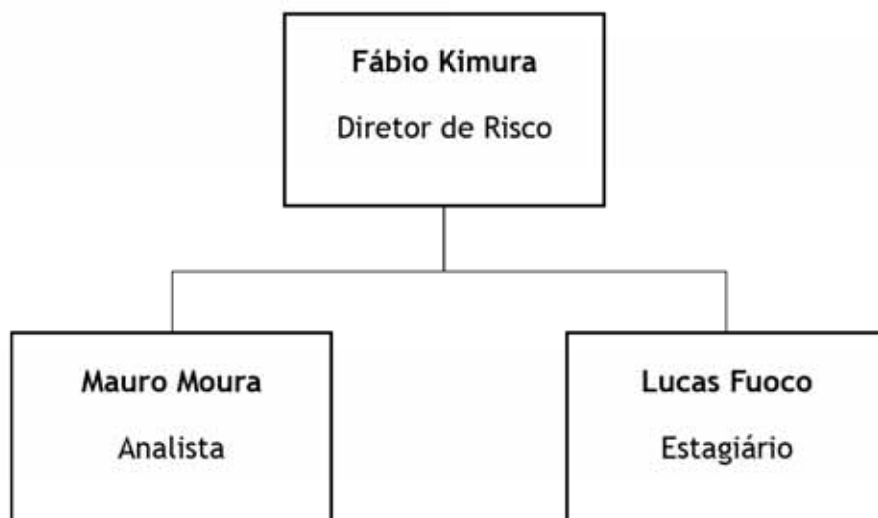 Fábio Kimura
Diretor de Risco
Mauro Moura
Analista
Lucas Fuoco
Estagiário